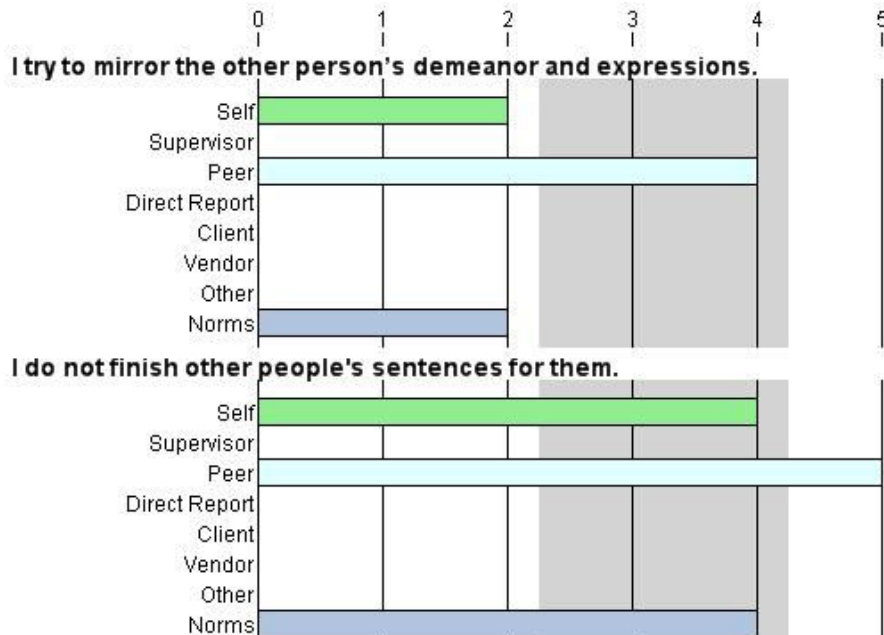 0 1 2 3 4 5
I try to mirror the other person's demeanor and expressions.
Self
Supervisor
Peer
Direct Report
Client
Vendor
Other
Norms
I do not finish other people's sentences for them.
Self
Supervisor
Peer
Direct Report
Client
Vendor
Other
Norms